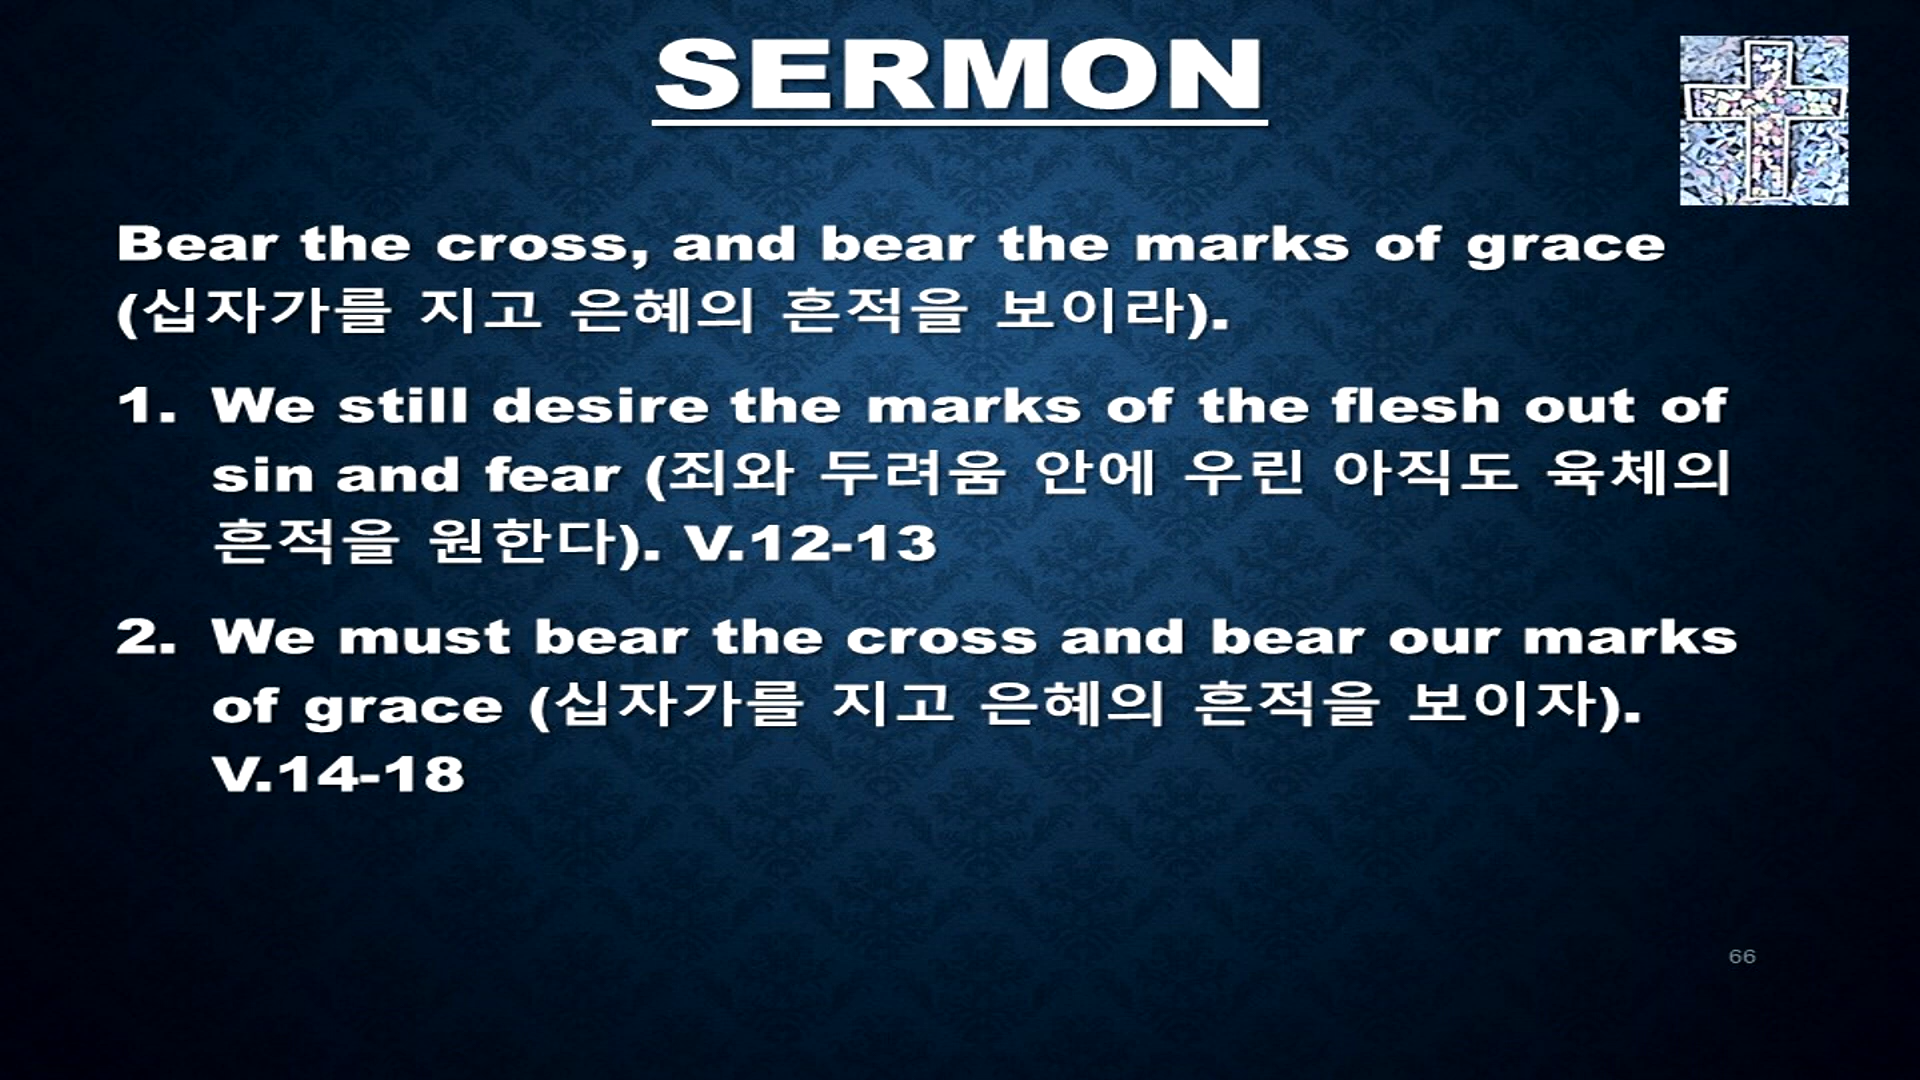 SERMON
Bear the cross, and bear the marks of grace
(십자가를 지고 은혜의 흔적을 보이라).
1. We still desire the marks of the flesh out of
sin and fear (죄와 두려움 안에 우린 아직도 육체의
흔적을 원한다). V.12-13
2. We must bear the cross and bear our marks
of grace (십자가를 지고 은혜의 흔적을 보이자).
V.14-18
66